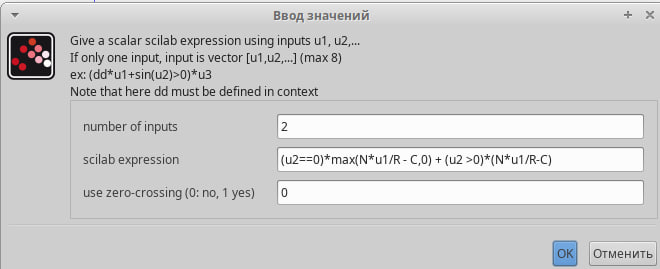 Ввод значений
Give a scalar scilab expression using inputs u1, u2,...
If only one input, input is vector [u1,u2,...] (max 8)
ex: (dd*u1+sin(u2)>0)*u3
Note that here dd must be defined in context
number of inputs 2
scilab expression (u2==0)*max(N*u1/R - C,0) + (u2 >0)*(N*u1/R-C)
use zero-crossing (0: no, 1 yes) 0
OK Отменить